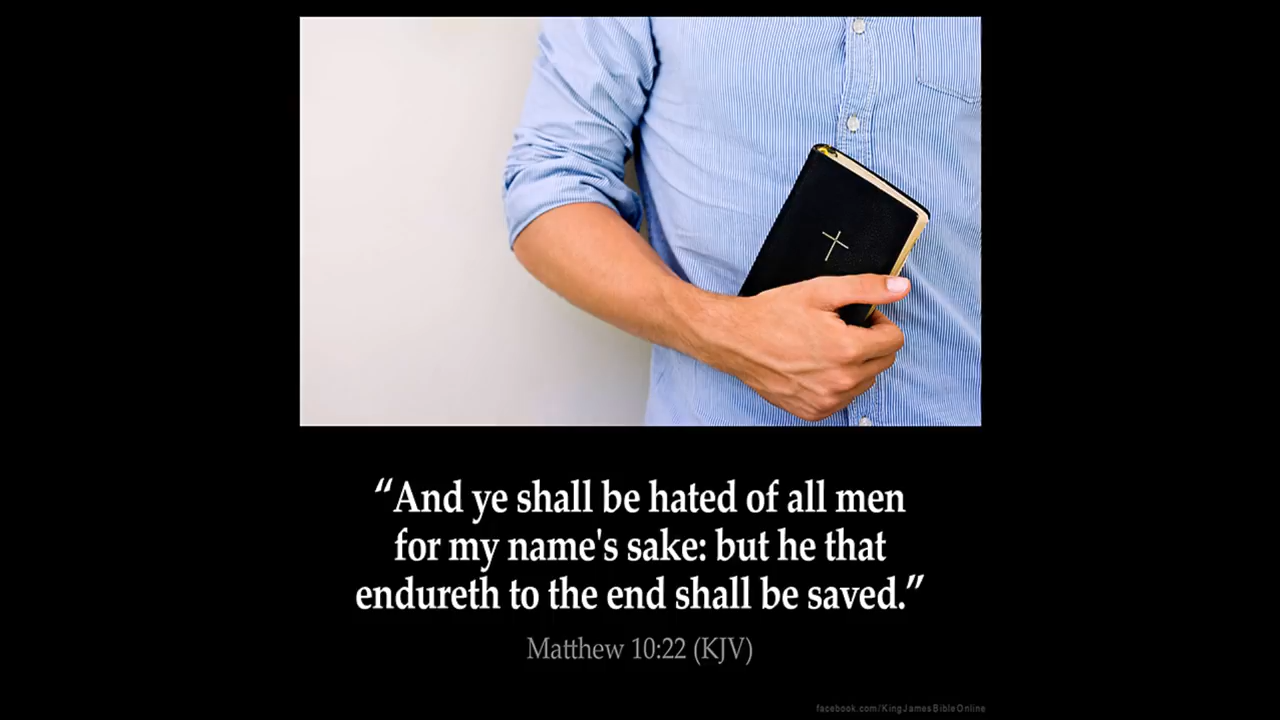 “And ye shall be hated of all men
for my name's sake: but he that
endureth to the end shall be saved.”
Matthew 10:22 (KJV)
facebook.com/KingJamesBibleOnline